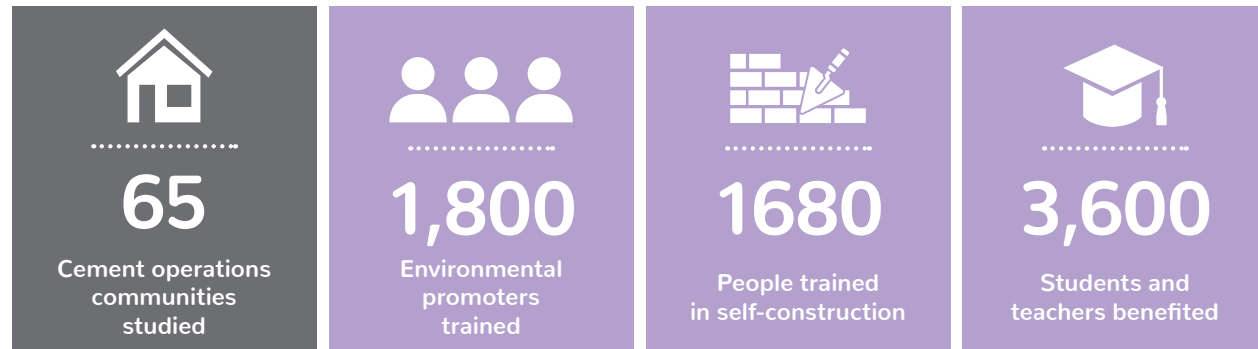 65
Cement operations
communities
studied
1,800
Environmental
promoters
trained
1680
People trained
in self-construction
3,600
Students and
teachers benefited